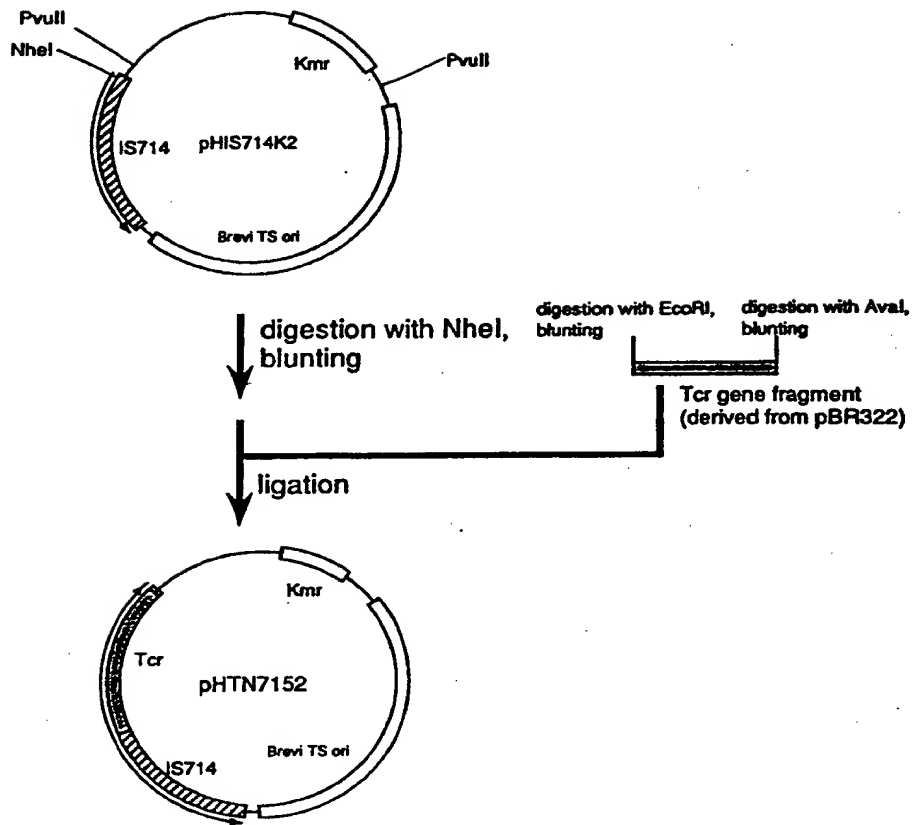 PvuII
NheI
Kmr
PvuII
IS714
pHIS714K2
Brevi TS ori
digestion with NheI,
blunting
digestion with EcoRI,
blunting
digestion with AvaI,
blunting
Tcr gene fragment
(derived from pBR322)
ligation
Kmr
Tcr
pHTN7152
Brevi TS ori
IS714